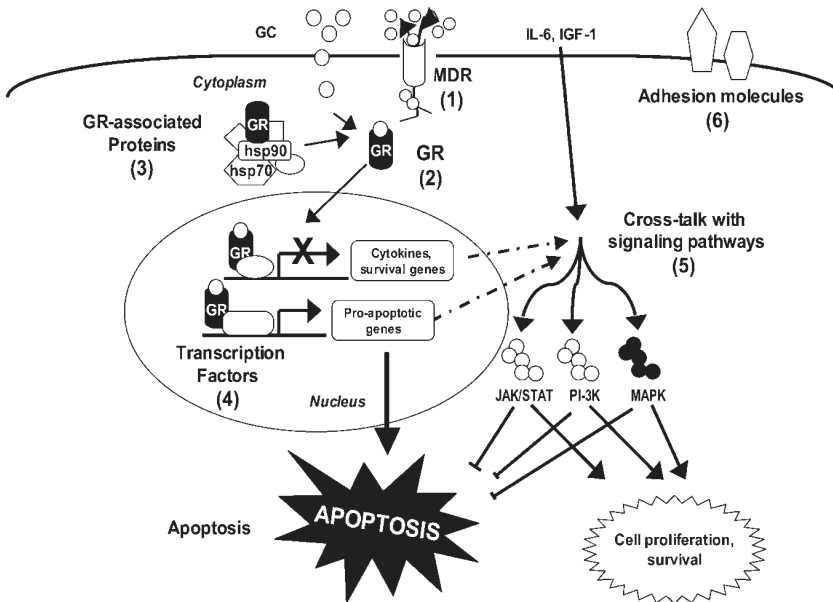 GC
IL-6, IGF-1
MDR
(1)
Cytoplasm
Adhesion molecules
(6)
GR-associated
Proteins
(3)
GR
hsp90
hsp70
GR
GR
(2)
Cross-talk with
signaling pathways
(5)
GR
X
Cytokines,
survival genes
GR
Pro-apoptotic
genes
Transcription
Factors
(4)
Nucleus
JAK/STAT
PI-3K
MAPK
Apoptosis
APOPTOSIS
Cell proliferation,
survival